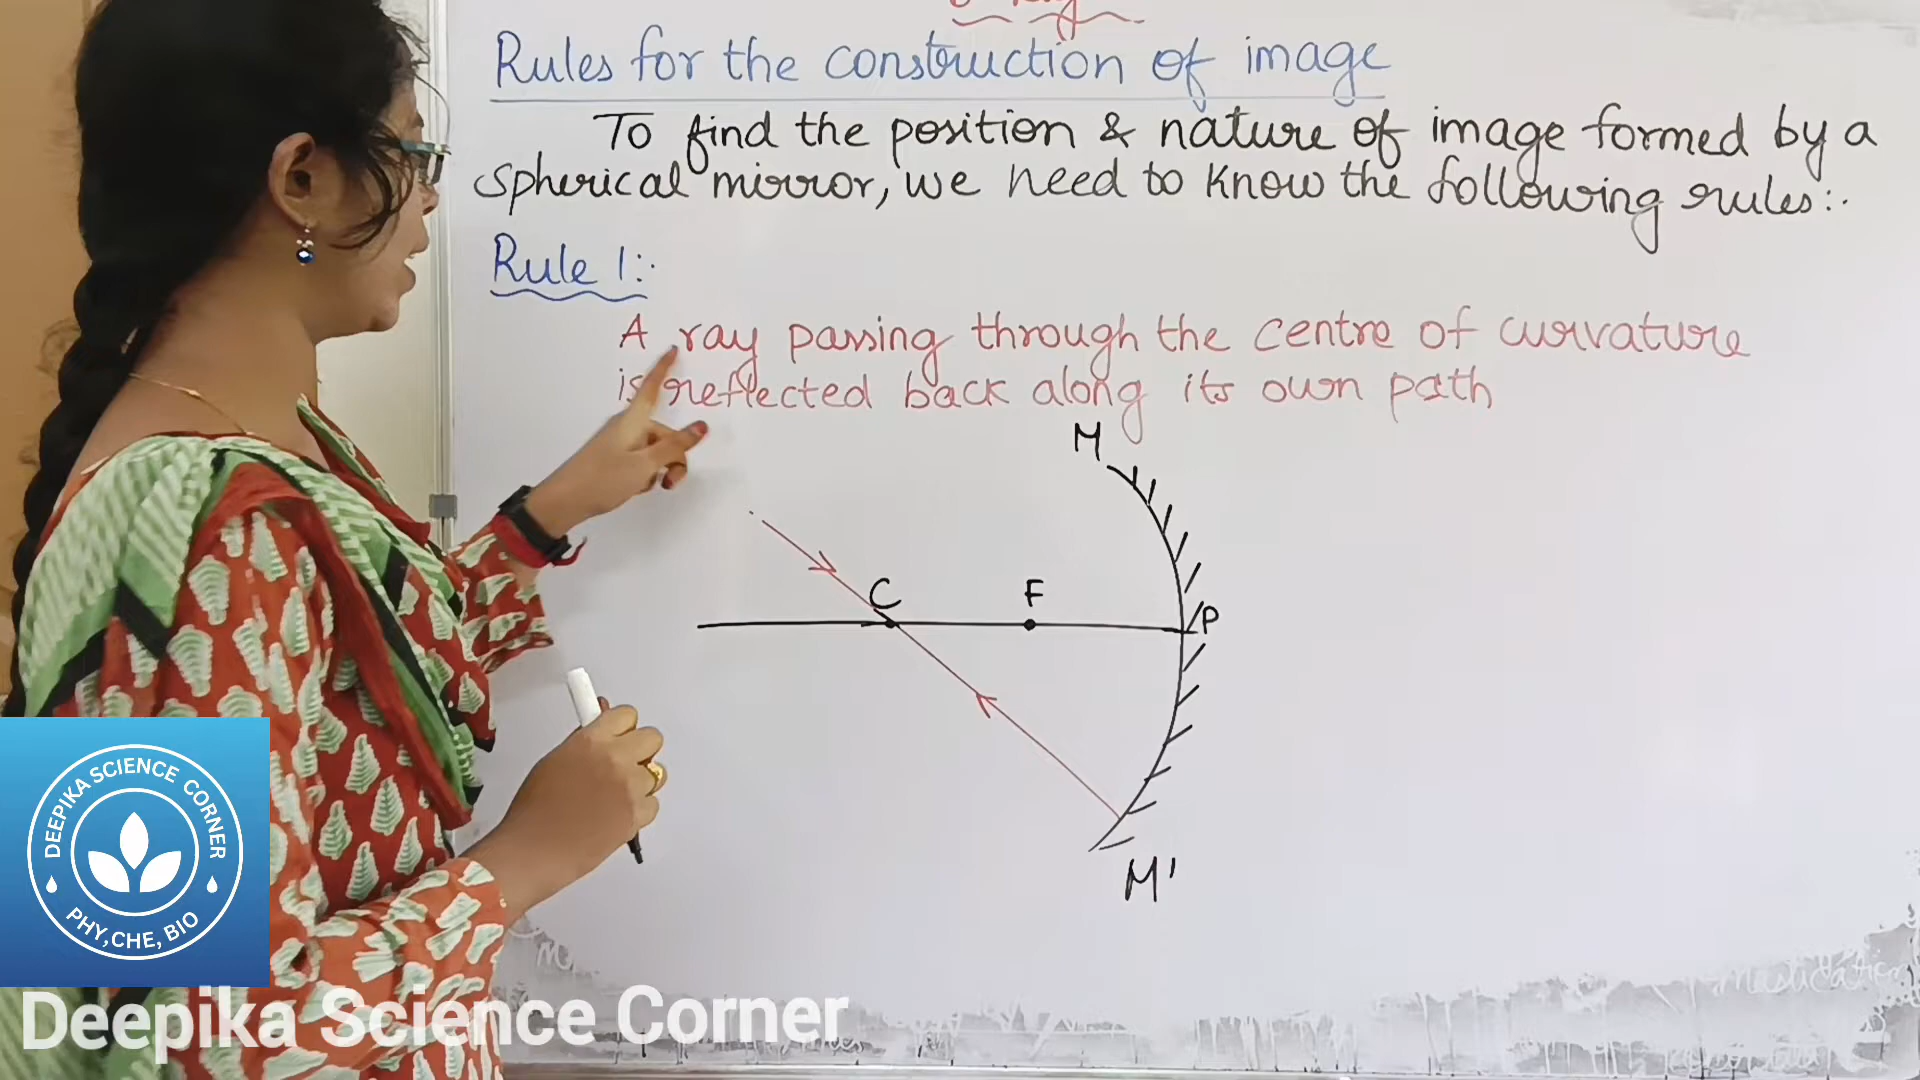 Rules for the construction of image
To find the position & nature of image formed by a
spherical mirror, we need to know the following rules:-
Rule 1:-
A ray passing through the centre of curvature
is reflected back along its own path
M
C
F
P
M'
DEEPIKA SCIENCE CORNER
PHY, CHE, BIO
Deepika Science Corner